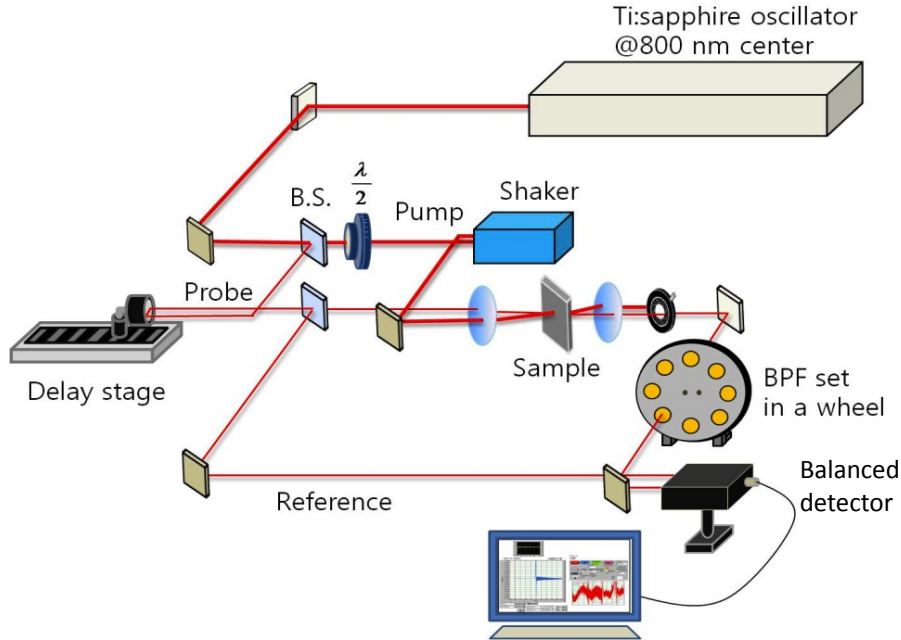 Ti:sapphire oscillator
@800 nm center
λ
2
B.S.
Pump
Shaker
Probe
Delay stage
Sample
BPF set
in a wheel
Reference
Balanced
detector